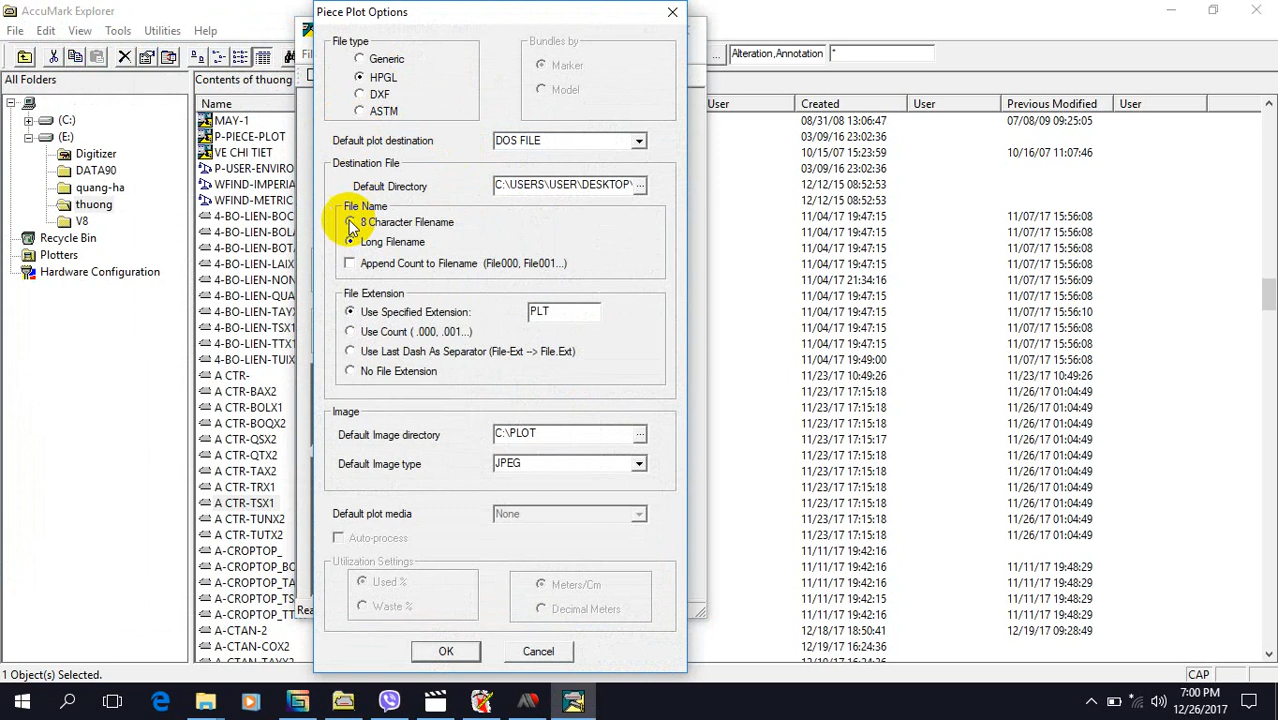 AccuMark Explorer
File Edit View Tools Utilities Help
Alteration,Annotation *
All Folders
(C:)
(E:)
Digitizer
DATA90
quang-ha
thuong
V8
Recycle Bin
Plotters
Hardware Configuration
Contents of thuong
Name User Created User Previous Modified User
MAY-1 08/31/08 13:06:47 07/08/09 09:25:05
P-PIECE-PLOT 03/09/16 23:02:36
VE CHI TIET 10/15/07 15:23:59 10/16/07 11:07:46
P-USER-ENVIRO 03/09/16 23:02:36
WFIND-IMPERIA 12/12/15 08:52:53
WFIND-METRIC 12/12/15 08:52:53
4-BO-LIEN-BOC 11/04/17 19:47:15 11/07/17 15:56:08
4-BO-LIEN-BOL 11/04/17 19:47:15 11/07/17 15:56:08
4-BO-LIEN-BOT 11/04/17 19:47:15 11/07/17 15:56:08
4-BO-LIEN-LAI 11/04/17 19:47:15 11/07/17 15:56:08
4-BO-LIEN-NON 11/04/17 21:34:16 11/07/17 15:56:08
4-BO-LIEN-QUA 11/04/17 19:47:15 11/07/17 15:56:08
4-BO-LIEN-TAY 11/04/17 19:47:15 11/07/17 15:56:08
4-BO-LIEN-TSX1 11/04/17 19:47:15 11/07/17 15:56:08
4-BO-LIEN-TTX1 11/04/17 19:47:15 11/07/17 15:56:08
4-BO-LIEN-TUIX 11/04/17 19:49:00 11/07/17 15:56:08
A CTR- 11/23/17 10:49:26 11/23/17 10:49:26
A CTR-BAX2 11/23/17 17:15:18 11/26/17 01:04:49
A CTR-BOLX1 11/23/17 17:15:18 11/26/17 01:04:49
A CTR-BOQX2 11/23/17 17:15:18 11/26/17 01:04:49
A CTR-QSX2 11/23/17 17:15:17 11/26/17 01:04:49
A CTR-QTX2 11/23/17 17:15:18 11/26/17 01:04:49
A CTR-TAX2 11/23/17 17:15:18 11/26/17 01:04:49
A CTR-TRX1 11/23/17 17:15:18 11/26/17 01:04:49
A CTR-TSX1 11/23/17 17:15:18 11/26/17 01:04:49
A CTR-TUNX2 11/23/17 17:15:18 11/26/17 01:04:49
A CTR-TUTX2 11/23/17 17:15:18 11/26/17 01:04:49
A-CROPTOP_ 11/11/17 19:42:16
A-CROPTOP_BO 11/11/17 19:42:16 11/11/17 19:48:29
A-CROPTOP_TA 11/11/17 19:42:16 11/11/17 19:48:29
A-CROPTOP_TS 11/11/17 19:42:15 11/11/17 19:48:29
A-CROPTOP_TT 11/11/17 19:42:16 11/11/17 19:48:29
A-CTAN-2 12/18/17 18:50:41 12/19/17 09:28:49
A-CTAN-COX2 12/19/17 16:24:34
A-CTAN-TAYX2
Piece Plot Options
File type
Generic
HPGL
DXF
ASTM
Bundles by
Marker
Model
Default plot destination DOS FILE
Destination File
Default Directory C:\USERS\USER\DESKTOP\ ...
File Name
8 Character Filename
Long Filename
Append Count to Filename (File000, File001...)
File Extension
Use Specified Extension: PLT
Use Count ( .000, .001...)
Use Last Dash As Separator (File-Ext --> File.Ext)
No File Extension
Image
Default Image directory C:\PLOT ...
Default Image type JPEG
Default plot media None
Auto-process
Utilization Settings
Used %
Waste %
Meters/Cm
Decimal Meters
OK Cancel
1 Object(s) Selected. CAP
7:00 PM
12/26/2017